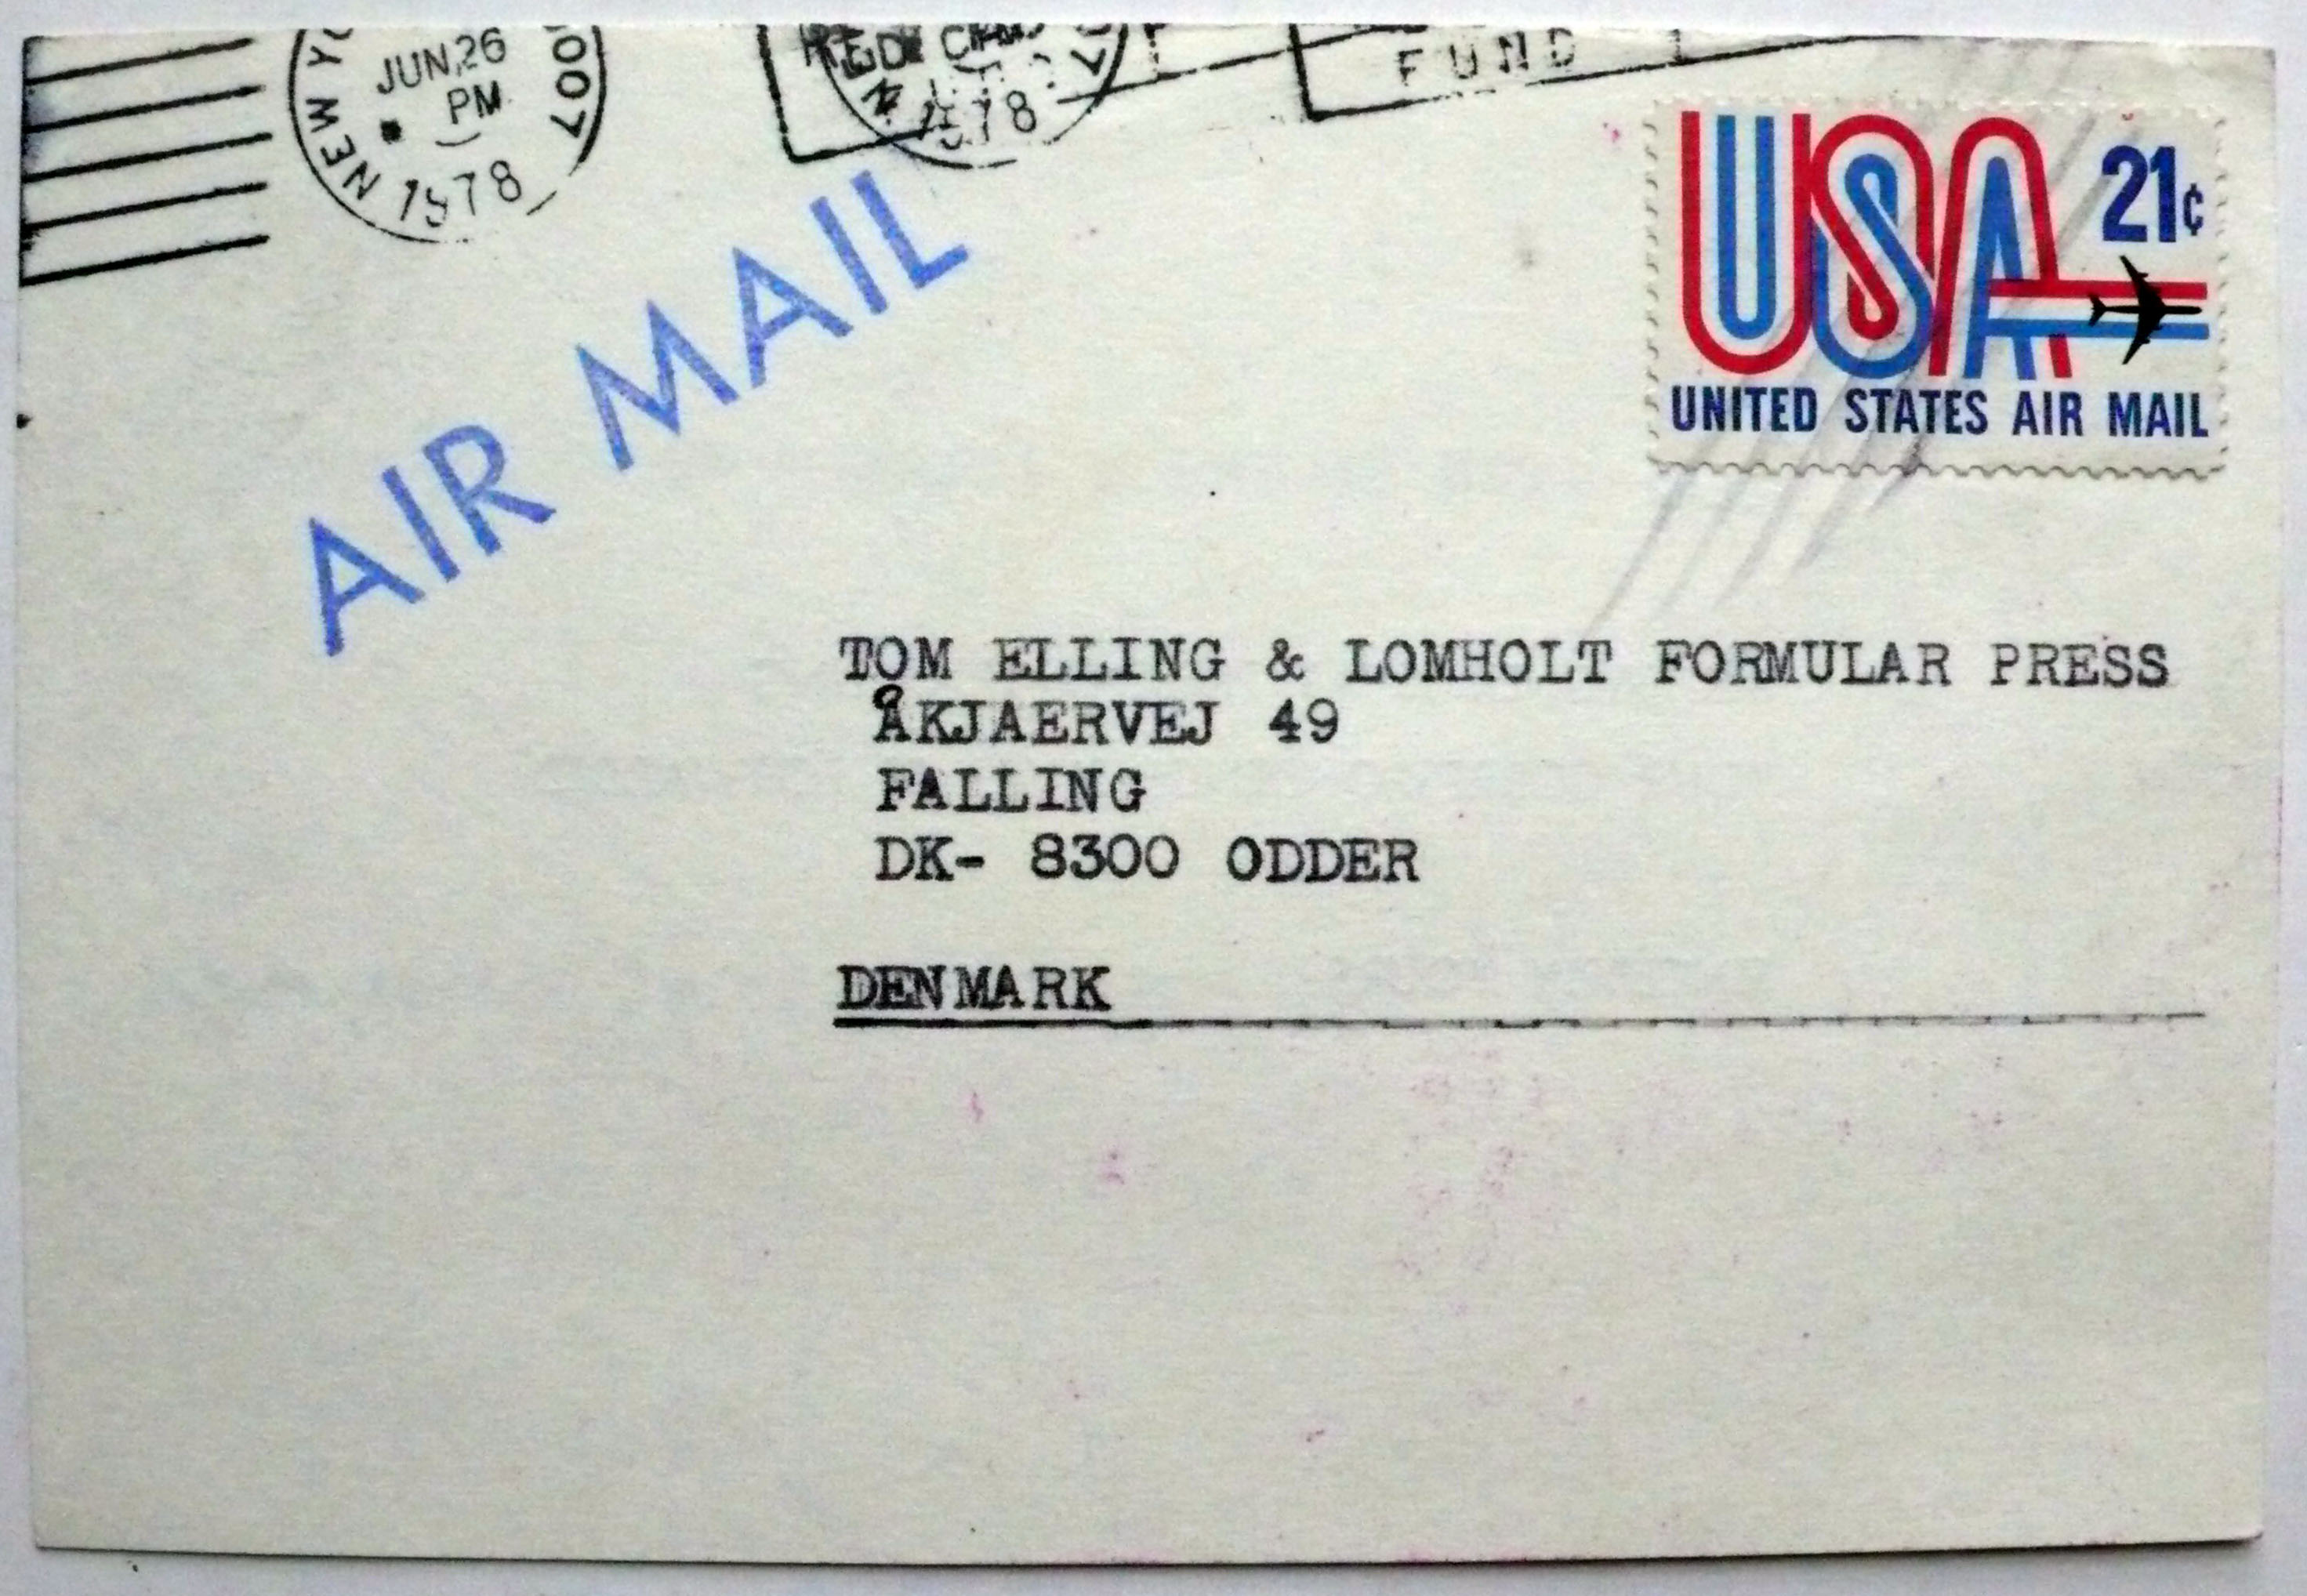 NEW Y
JUN 26
PM
1978
0007
1978
FUND
AIR MAIL
USA 21¢
UNITED STATES AIR MAIL
TOM ELLING & LOMHOLT FORMULAR PRESS
ÅKJAERVEJ 49
FALLING
DK- 8300 ODDER
DENMARK